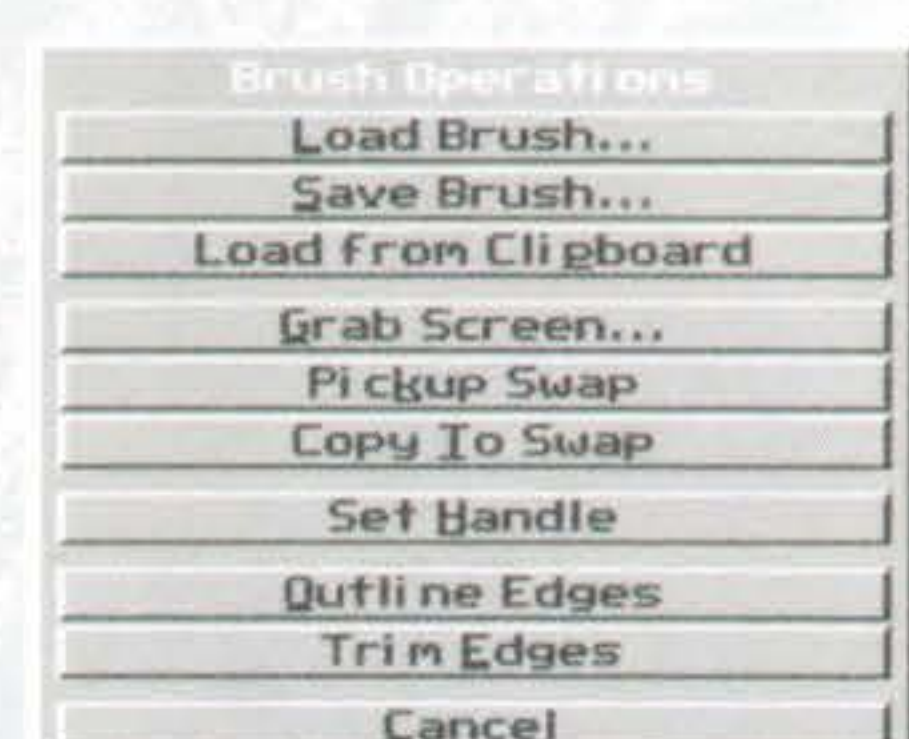 Brush Operations
Load Brush...
Save Brush...
Load from Clipboard
Grab Screen...
Pickup Swap
Copy To Swap
Set Handle
Outline Edges
Trim Edges
Cancel